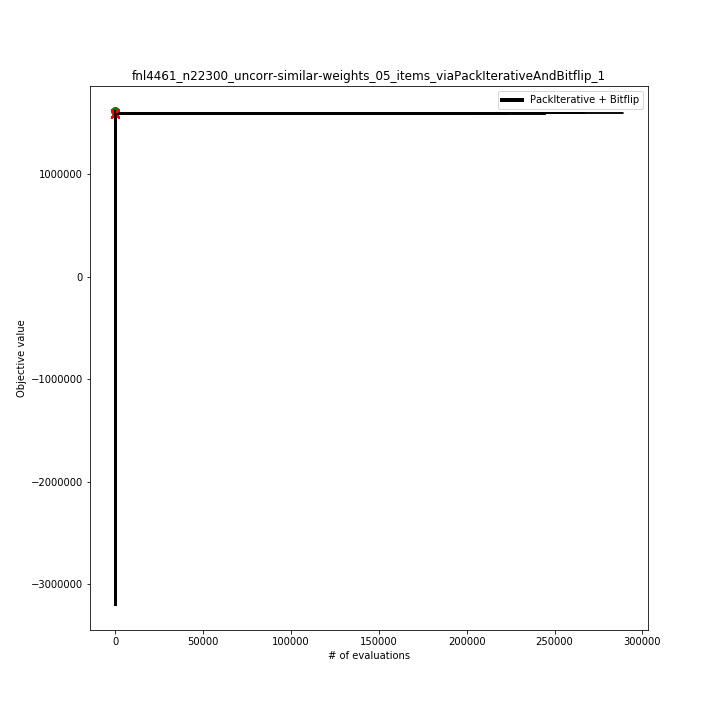 fnl4461_n22300_uncorr-similar-weights_05_items_viaPackIterativeAndBitflip_1
PackIterative + Bitflip
1000000
0
−1000000
−2000000
−3000000
Objective value
0 50000 100000 150000 200000 250000 300000
# of evaluations